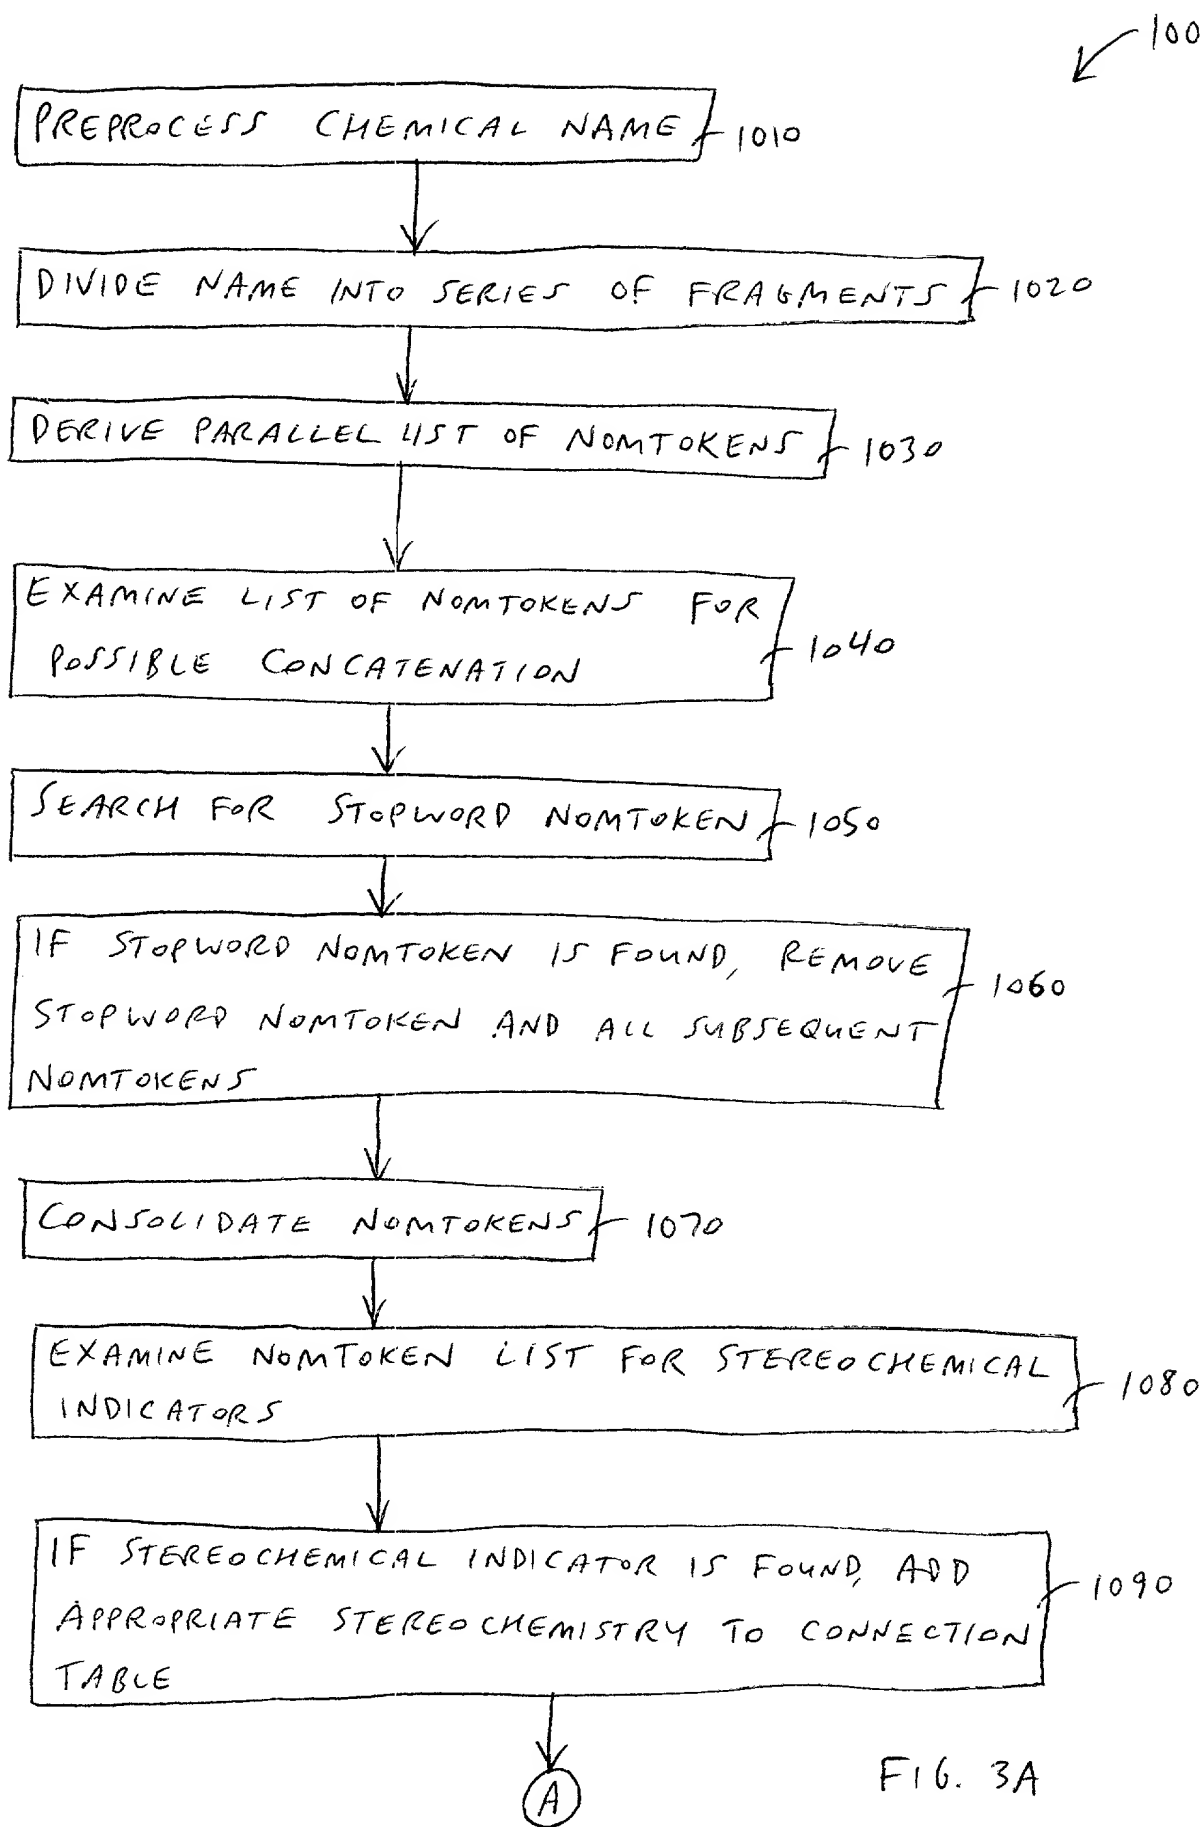 100
PREPROCESS CHEMICAL NAME 1010
DIVIDE NAME INTO SERIES OF FRAGMENTS 1020
DERIVE PARALLEL LIST OF NOMTOKENS 1030
EXAMINE LIST OF NOMTOKENS FOR
POSSIBLE CONCATENATION 1040
SEARCH FOR STOPWORD NOMTOKEN 1050
IF STOPWORD NOMTOKEN IS FOUND, REMOVE
STOPWORD NOMTOKEN AND ALL SUBSEQUENT
NOMTOKENS
1060
CONSOLIDATE NOMTOKENS 1070
EXAMINE NOMTOKEN LIST FOR STEREOCHEMICAL
INDICATORS
1080
IF STEREOCHEMICAL INDICATOR IS FOUND, ADD
APPROPRIATE STEREOCHEMISTRY TO CONNECTION
TABLE
1090
A
FIG. 3A